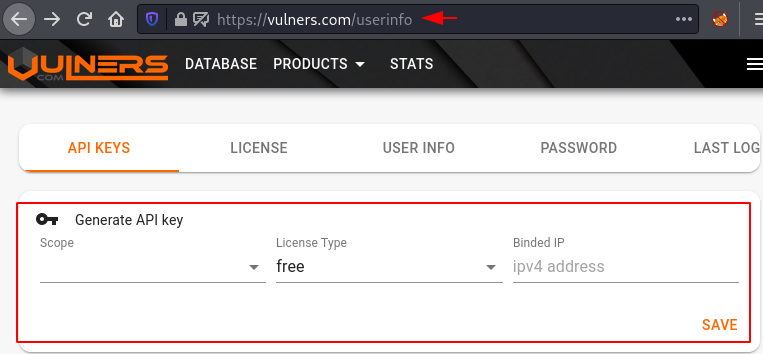 https://vulners.com/userinfo
VULNERS
.COM
DATABASE PRODUCTS STATS
API KEYS LICENSE USER INFO PASSWORD LAST LOG
Generate API key
Scope License Type Binded IP
free ipv4 address
SAVE